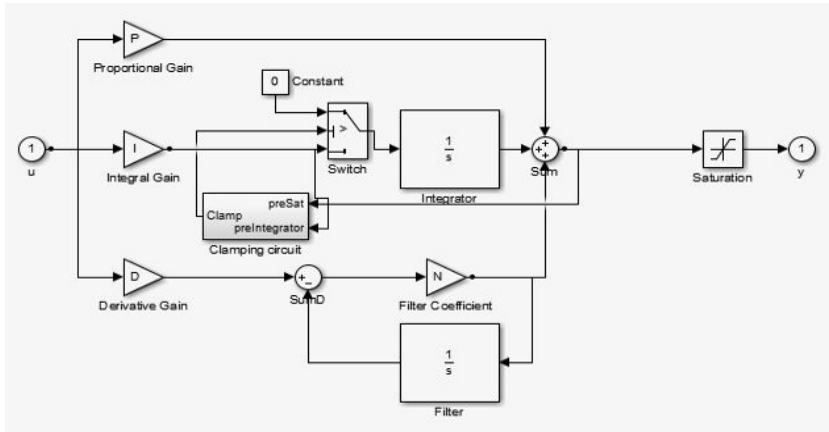 P
Proportional Gain
0 Constant
1
u
I
Integral Gain
>
Switch
1
s
Integrator
+
+
+
Sum
Saturation
1
y
Clamp
preSat
preIntegrator
Clamping circuit
D
Derivative Gain
+
−
SumD
N
Filter Coefficient
1
s
Filter